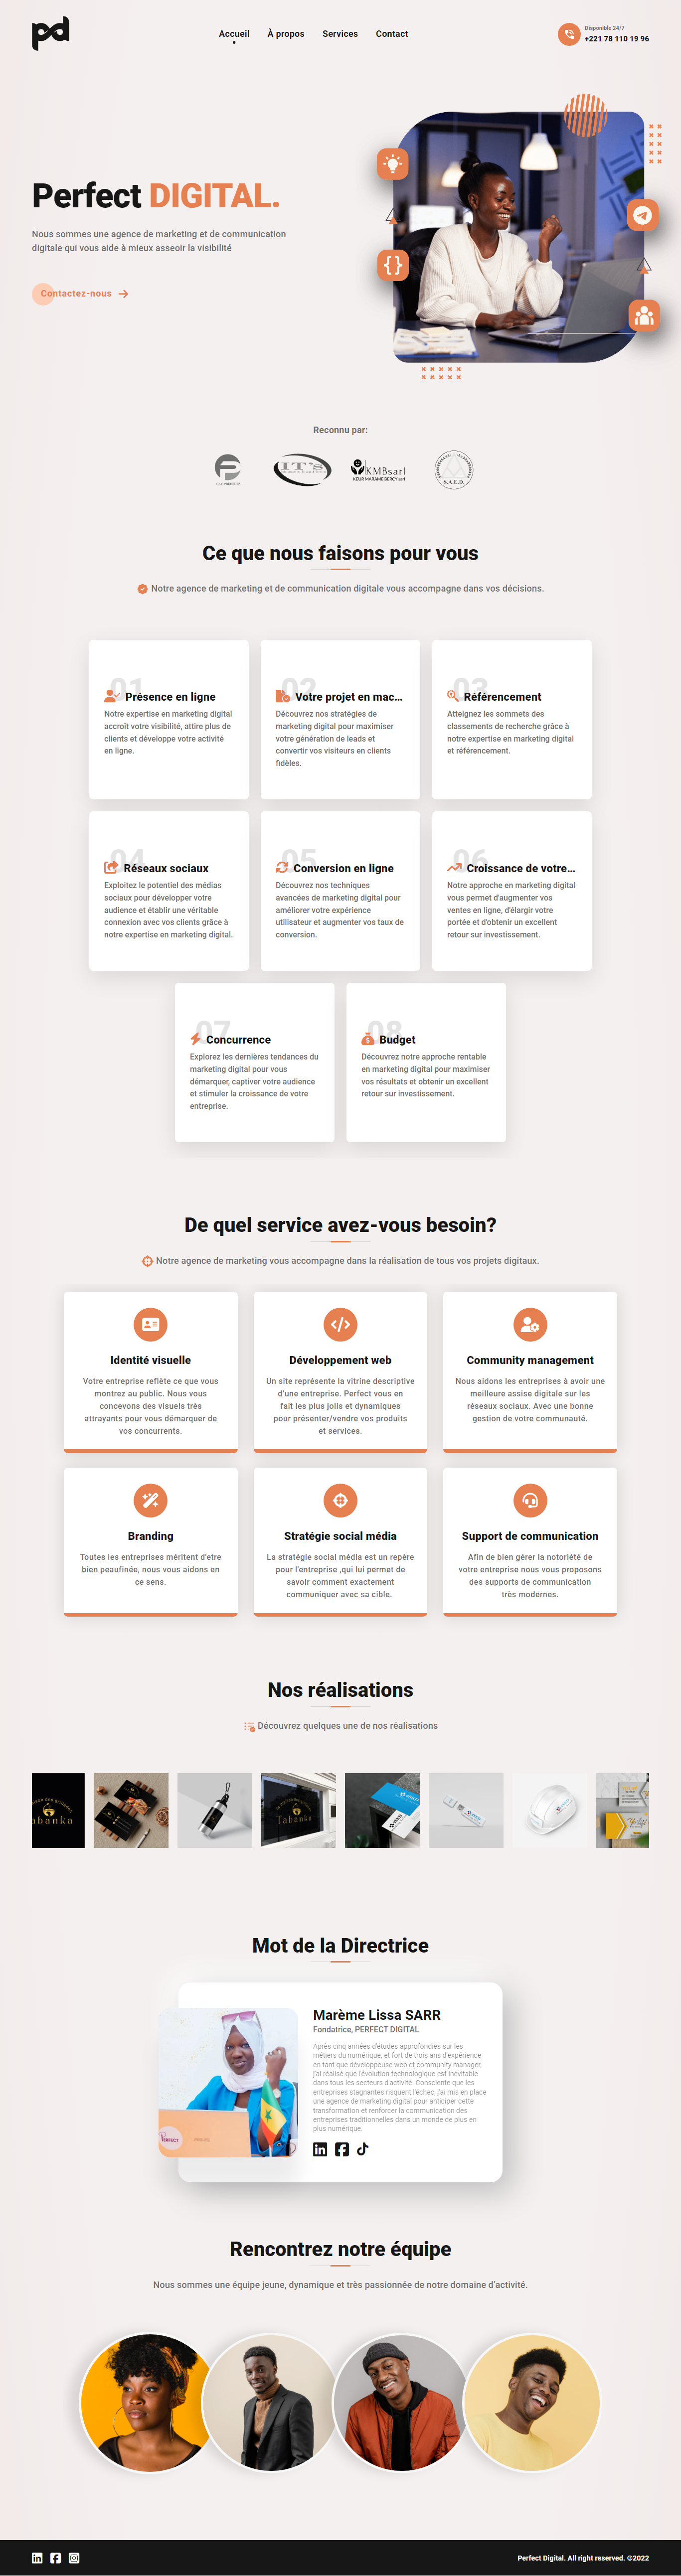 pd
Accueil
À propos
Services
Contact
Disponible 24/7
+221 78 110 19 96
Perfect DIGITAL.
Nous sommes une agence de marketing et de communication
digitale qui vous aide à mieux asseoir la visibilité
Contactez-nous
Reconnu par:
IT's
KMBsarl
KEUR MARAME BERCY sarl
S.A.E.D.
Ce que nous faisons pour vous
Notre agence de marketing et de communication digitale vous accompagne dans vos décisions.
01
Présence en ligne
Notre expertise en marketing digital
accroît votre visibilité, attire plus de
clients et développe votre activité
en ligne.
02
Votre projet en mac...
Découvrez nos stratégies de
marketing digital pour maximiser
votre génération de leads et
convertir vos visiteurs en clients
fidèles.
03
Référencement
Atteignez les sommets des
classements de recherche grâce à
notre expertise en marketing digital
et référencement.
04
Réseaux sociaux
Exploitez le potentiel des médias
sociaux pour développer votre
audience et établir une véritable
connexion avec vos clients grâce à
notre expertise en marketing digital.
05
Conversion en ligne
Découvrez nos techniques
avancées de marketing digital pour
améliorer votre expérience
utilisateur et augmenter vos taux de
conversion.
06
Croissance de votre...
Notre approche en marketing digital
vous permet d'augmenter vos
ventes en ligne, d'élargir votre
portée et d'obtenir un excellent
retour sur investissement.
07
Concurrence
Explorez les dernières tendances du
marketing digital pour vous
démarquer, captiver votre audience
et stimuler la croissance de votre
entreprise.
08
Budget
Découvrez notre approche rentable
en marketing digital pour maximiser
vos résultats et obtenir un excellent
retour sur investissement.
De quel service avez-vous besoin?
Notre agence de marketing vous accompagne dans la réalisation de tous vos projets digitaux.
Identité visuelle
Votre entreprise reflète ce que vous
montrez au public. Nous vous
concevons des visuels très
attrayants pour vous démarquer de
vos concurrents.
Développement web
Un site représente la vitrine descriptive
d'une entreprise. Perfect vous en
fait les plus jolis et dynamiques
pour présenter/vendre vos produits
et services.
Community management
Nous aidons les entreprises à avoir une
meilleure assise digitale sur les
réseaux sociaux. Avec une bonne
gestion de votre communauté.
Branding
Toutes les entreprises méritent d'etre
bien peaufinée, nous vous aidons en
ce sens.
Stratégie social média
La stratégie social média est un repère
pour l'entreprise ,qui lui permet de
savoir comment exactement
communiquer avec sa cible.
Support de communication
Afin de bien gérer la notoriété de
votre entreprise nous vous proposons
des supports de communication
très modernes.
Nos réalisations
Découvrez quelques une de nos réalisations
abanka
Tabanka
Mot de la Directrice
Marème Lissa SARR
Fondatrice, PERFECT DIGITAL
Après cinq années d'études approfondies sur les
métiers du numérique, et fort de trois ans d'expérience
en tant que développeuse web et community manager,
j'ai réalisé que l'évolution technologique est inévitable
dans tous les secteurs d'activité. Consciente que les
entreprises stagnantes risquent l'échec, j'ai mis en place
une agence de marketing digital pour anticiper cette
transformation et renforcer la communication des
entreprises traditionnelles dans un monde de plus en
plus numérique.
PERFECT
Rencontrez notre équipe
Nous sommes une équipe jeune, dynamique et très passionnée de notre domaine d'activité.
Perfect Digital. All right reserved. ©2022